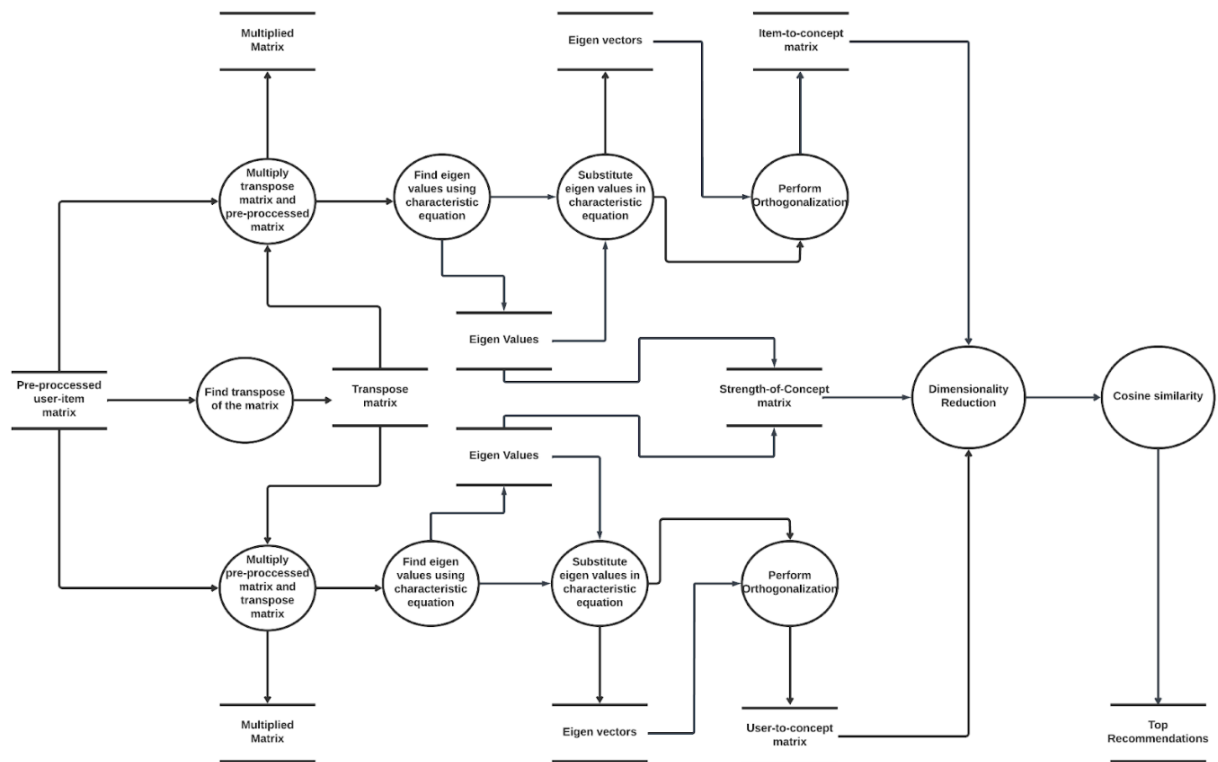 Multiplied
Matrix
Eigen vectors
Item-to-concept
matrix
Multiply
transpose
matrix and
pre-proccessed
matrix
Find eigen
values using
characteristic
equation
Substitute
eigen values in
characteristic
equation
Perform
Orthogonalization
Eigen Values
Pre-proccessed
user-item
matrix
Find transpose
of the matrix
Transpose
matrix
Strength-of-Concept
matrix
Dimensionality
Reduction
Cosine similarity
Eigen Values
Multiply
pre-proccessed
matrix and
transpose
matrix
Find eigen
values using
characteristic
equation
Substitute
eigen values in
characteristic
equation
Perform
Orthogonalization
Multiplied
Matrix
Eigen vectors
User-to-concept
matrix
Top
Recommendations